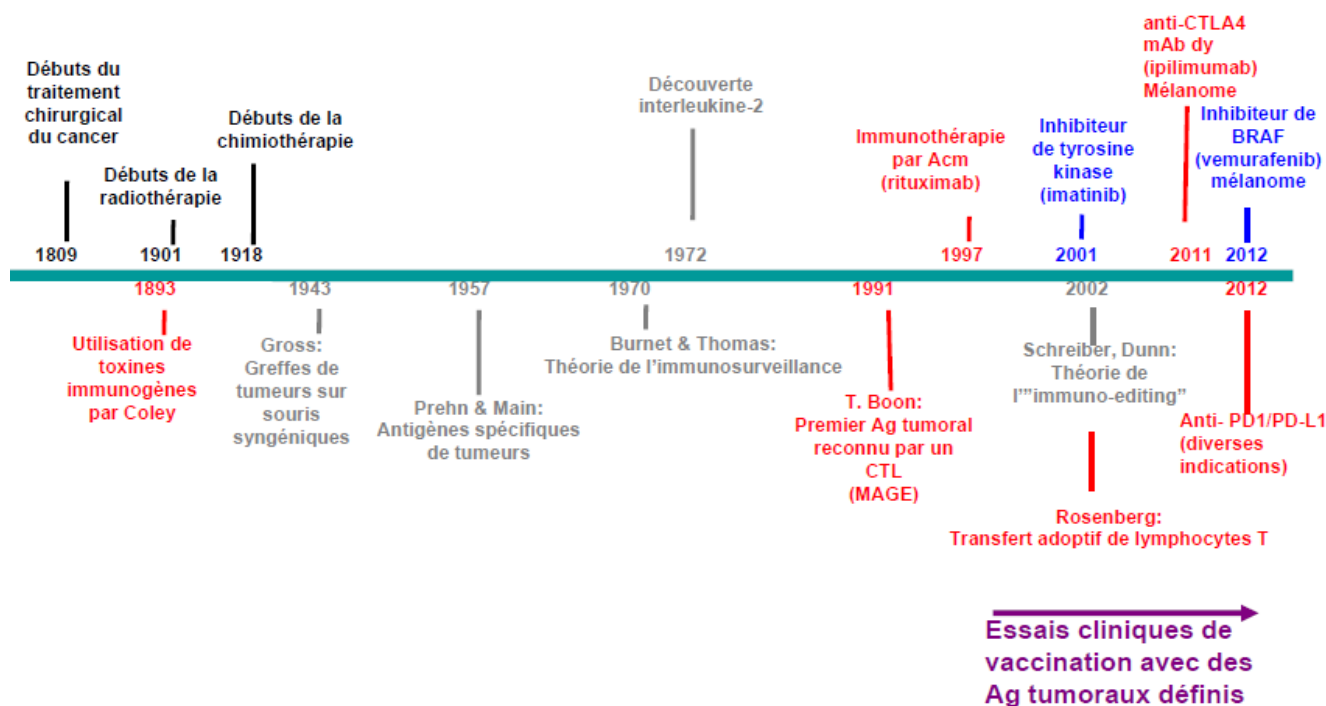 Débuts du
traitement
chirurgical
du cancer
Débuts de la
radiothérapie
Débuts de la
chimiothérapie
Découverte
interleukine-2
Immunothérapie
par Acm
(rituximab)
Inhibiteur
de tyrosine
kinase
(imatinib)
anti-CTLA4
mAb dy
(ipilimumab)
Mélanome
Inhibiteur de
BRAF
(vemurafenib)
mélanome
1809
1901
1918
1972
1997
2001
2011
2012
1893
1943
1957
1970
1991
2002
2012
Utilisation de
toxines
immunogènes
par Coley
Gross:
Greffes de
tumeurs sur
souris
syngéniques
Prehn & Main:
Antigènes spécifiques
de tumeurs
Burnet & Thomas:
Théorie de l'immunosurveillance
T. Boon:
Premier Ag tumoral
reconnu par un
CTL
(MAGE)
Schreiber, Dunn:
Théorie de
l'"immuno-editing"
Rosenberg:
Transfert adoptif de lymphocytes T
Anti- PD1/PD-L1
(diverses
indications)
Essais cliniques de
vaccination avec des
Ag tumoraux définis